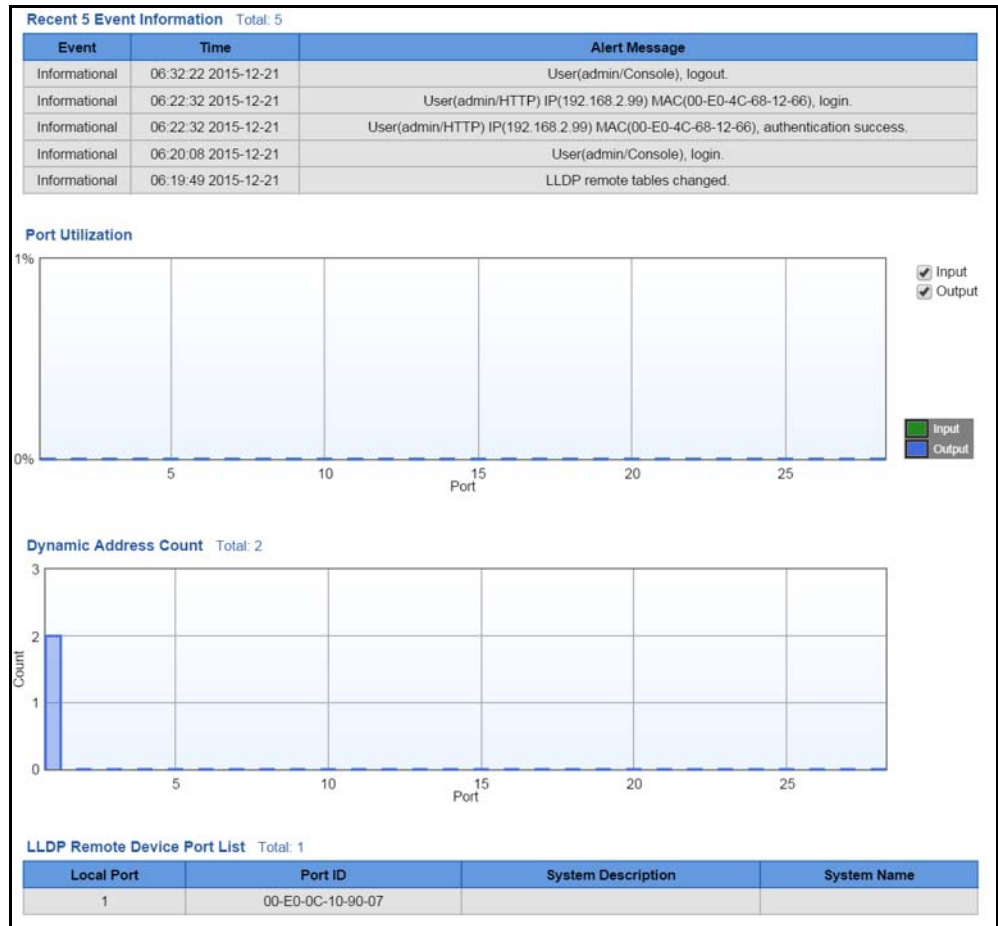 Recent 5 Event Information Total: 5
Event Time Alert Message
Informational 06:32:22 2015-12-21 User(admin/Console), logout.
Informational 06:22:32 2015-12-21 User(admin/HTTP) IP(192.168.2.99) MAC(00-E0-4C-68-12-66), login.
Informational 06:22:32 2015-12-21 User(admin/HTTP) IP(192.168.2.99) MAC(00-E0-4C-68-12-66), authentication success.
Informational 06:20:08 2015-12-21 User(admin/Console), login.
Informational 06:19:49 2015-12-21 LLDP remote tables changed.
Port Utilization
1%
Input
Output
Input
Output
0%
5 10 15 20 25
Port
Dynamic Address Count Total: 2
3
2
1
0
Count
5 10 15 20 25
Port
LLDP Remote Device Port List Total: 1
Local Port Port ID System Description System Name
1 00-E0-0C-10-90-07